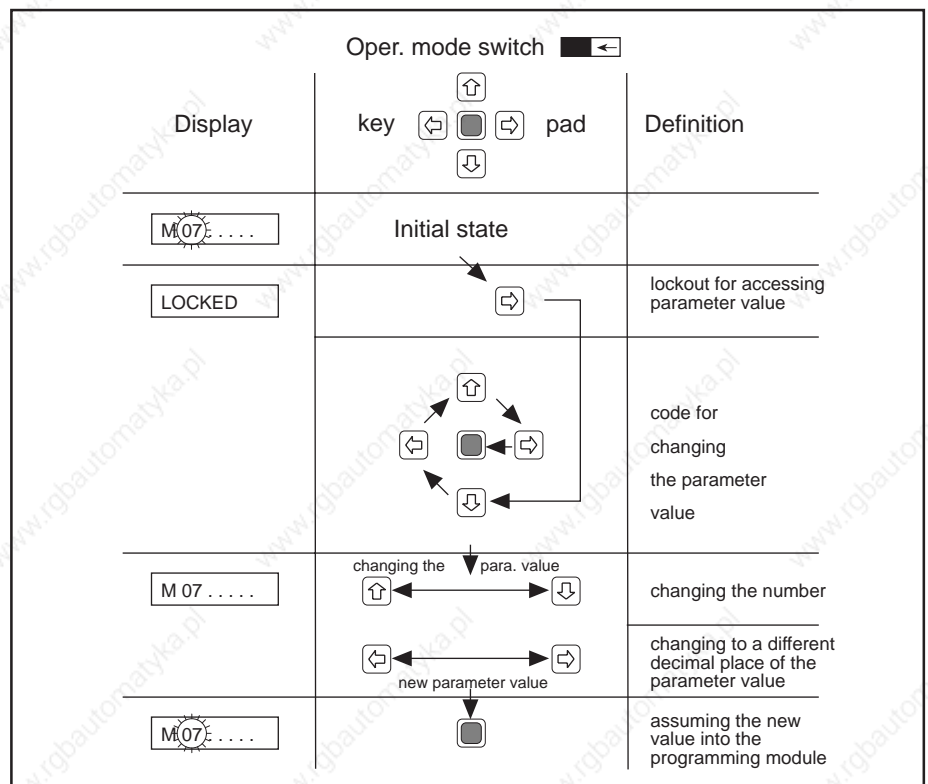 Oper. mode switch
Display
key
pad
Definition
M 07 . . . . .
Initial state
LOCKED
lockout for accessing
parameter value
code for
changing
the parameter
value
changing the
para. value
M 07 . . . . .
changing the number
changing to a different
decimal place of the
parameter value
new parameter value
M 07 . . . . .
assuming the new
value into the
programming module
www.rgbautomatyka.pl